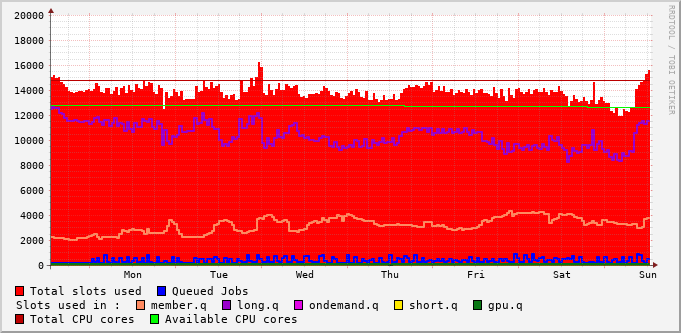 20000
18000
16000
14000
12000
10000
8000
6000
4000
2000
0
Mon Tue Wed Thu Fri Sat Sun
RRDTOOL / TOBI OETIKER
Total slots used Queued Jobs
Slots used in : member.q long.q ondemand.q short.q gpu.q
Total CPU cores Available CPU cores